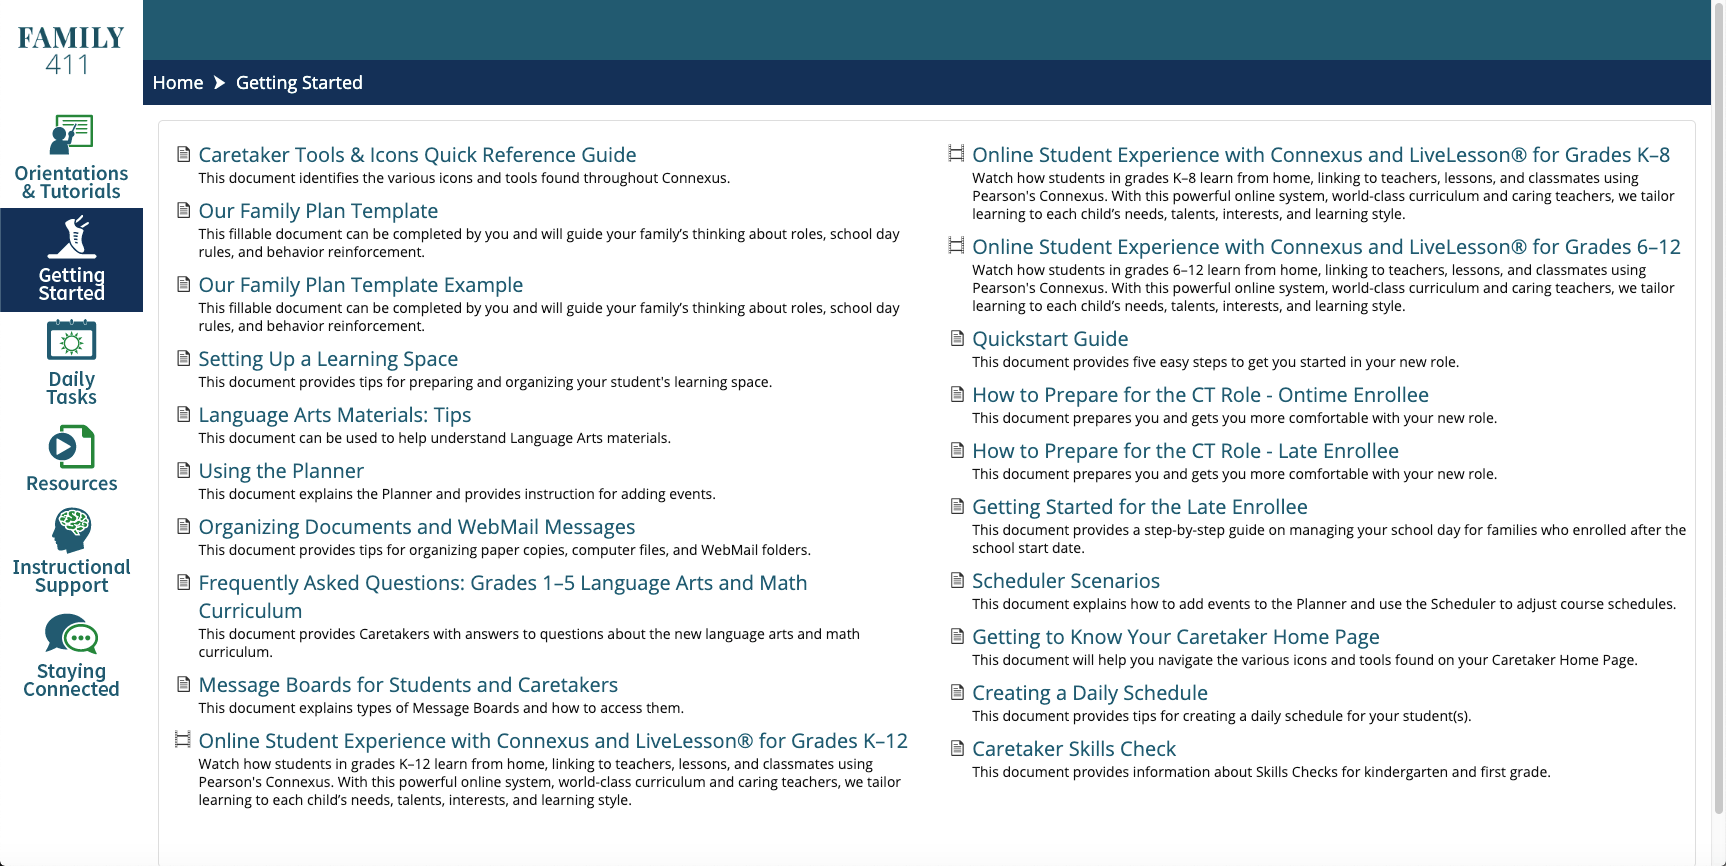 FAMILY
411
Orientations
& Tutorials
Getting
Started
Daily
Tasks
Resources
Instructional
Support
Staying
Connected
Home Getting Started
Caretaker Tools & Icons Quick Reference Guide
This document identifies the various icons and tools found throughout Connexus.
Our Family Plan Template
This fillable document can be completed by you and will guide your family’s thinking about roles, school day
rules, and behavior reinforcement.
Our Family Plan Template Example
This fillable document can be completed by you and will guide your family’s thinking about roles, school day
rules, and behavior reinforcement.
Setting Up a Learning Space
This document provides tips for preparing and organizing your student's learning space.
Language Arts Materials: Tips
This document can be used to help understand Language Arts materials.
Using the Planner
This document explains the Planner and provides instruction for adding events.
Organizing Documents and WebMail Messages
This document provides tips for organizing paper copies, computer files, and WebMail folders.
Frequently Asked Questions: Grades 1–5 Language Arts and Math
Curriculum
This document provides Caretakers with answers to questions about the new language arts and math
curriculum.
Message Boards for Students and Caretakers
This document explains types of Message Boards and how to access them.
Online Student Experience with Connexus and LiveLesson® for Grades K–12
Watch how students in grades K–12 learn from home, linking to teachers, lessons, and classmates using
Pearson's Connexus. With this powerful online system, world-class curriculum and caring teachers, we tailor
learning to each child’s needs, talents, interests, and learning style.
Online Student Experience with Connexus and LiveLesson® for Grades K–8
Watch how students in grades K–8 learn from home, linking to teachers, lessons, and classmates using
Pearson's Connexus. With this powerful online system, world-class curriculum and caring teachers, we tailor
learning to each child’s needs, talents, interests, and learning style.
Online Student Experience with Connexus and LiveLesson® for Grades 6–12
Watch how students in grades 6–12 learn from home, linking to teachers, lessons, and classmates using
Pearson's Connexus. With this powerful online system, world-class curriculum and caring teachers, we tailor
learning to each child’s needs, talents, interests, and learning style.
Quickstart Guide
This document provides five easy steps to get you started in your new role.
How to Prepare for the CT Role - Ontime Enrollee
This document prepares you and gets you more comfortable with your new role.
How to Prepare for the CT Role - Late Enrollee
This document prepares you and gets you more comfortable with your new role.
Getting Started for the Late Enrollee
This document provides a step-by-step guide on managing your school day for families who enrolled after the
school start date.
Scheduler Scenarios
This document explains how to add events to the Planner and use the Scheduler to adjust course schedules.
Getting to Know Your Caretaker Home Page
This document will help you navigate the various icons and tools found on your Caretaker Home Page.
Creating a Daily Schedule
This document provides tips for creating a daily schedule for your student(s).
Caretaker Skills Check
This document provides information about Skills Checks for kindergarten and first grade.